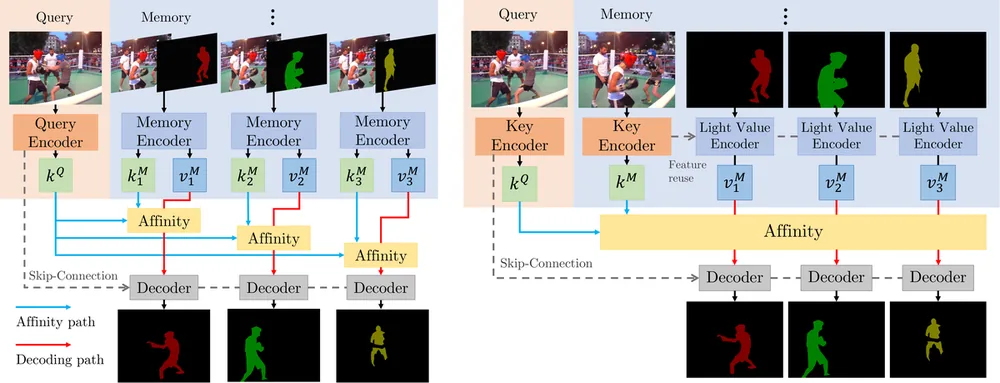 Query
Memory
Query
Encoder
Memory
Encoder
Memory
Encoder
Memory
Encoder
k^Q
k_1^M
v_1^M
k_2^M
v_2^M
k_3^M
v_3^M
Affinity
Affinity
Affinity
Skip-Connection
Decoder
Decoder
Decoder
Affinity path
Decoding path
Query
Memory
Key
Encoder
Key
Encoder
Light Value
Encoder
Light Value
Encoder
Light Value
Encoder
Feature
reuse
k^Q
k^M
v_1^M
v_2^M
v_3^M
Affinity
Skip-Connection
Decoder
Decoder
Decoder